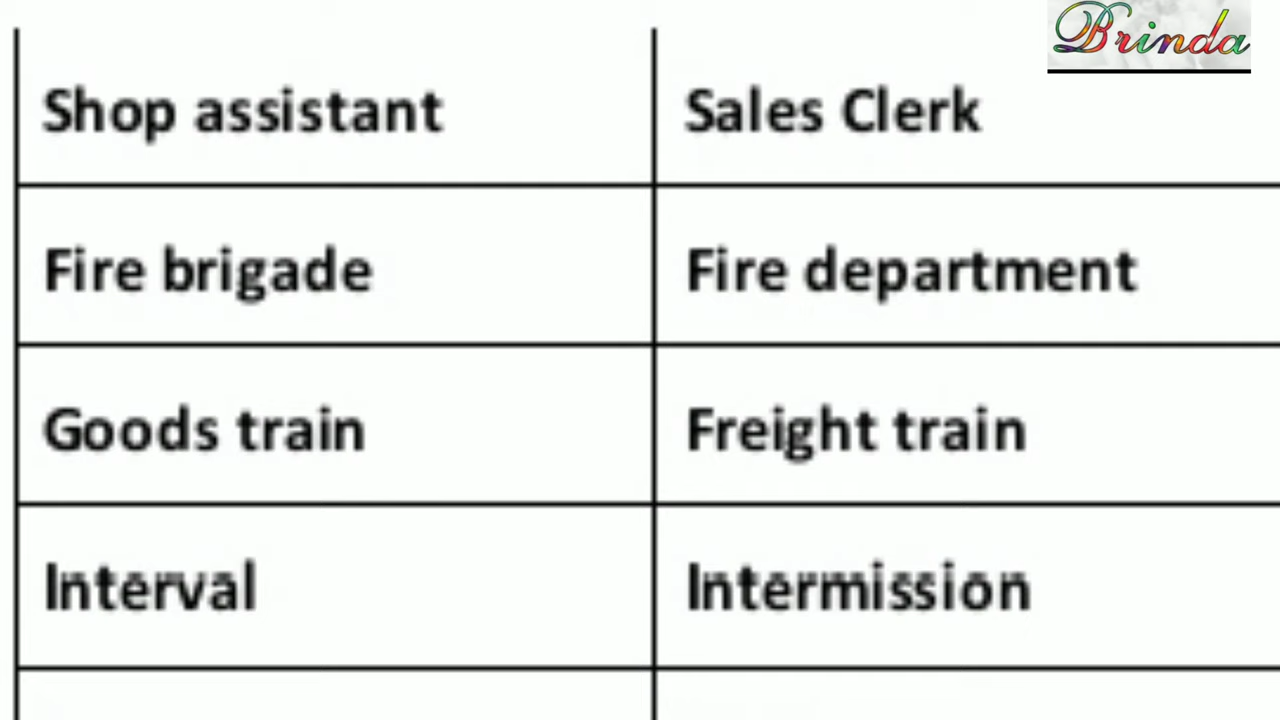 Brinda
Shop assistant Sales Clerk
Fire brigade Fire department
Goods train Freight train
Interval Intermission